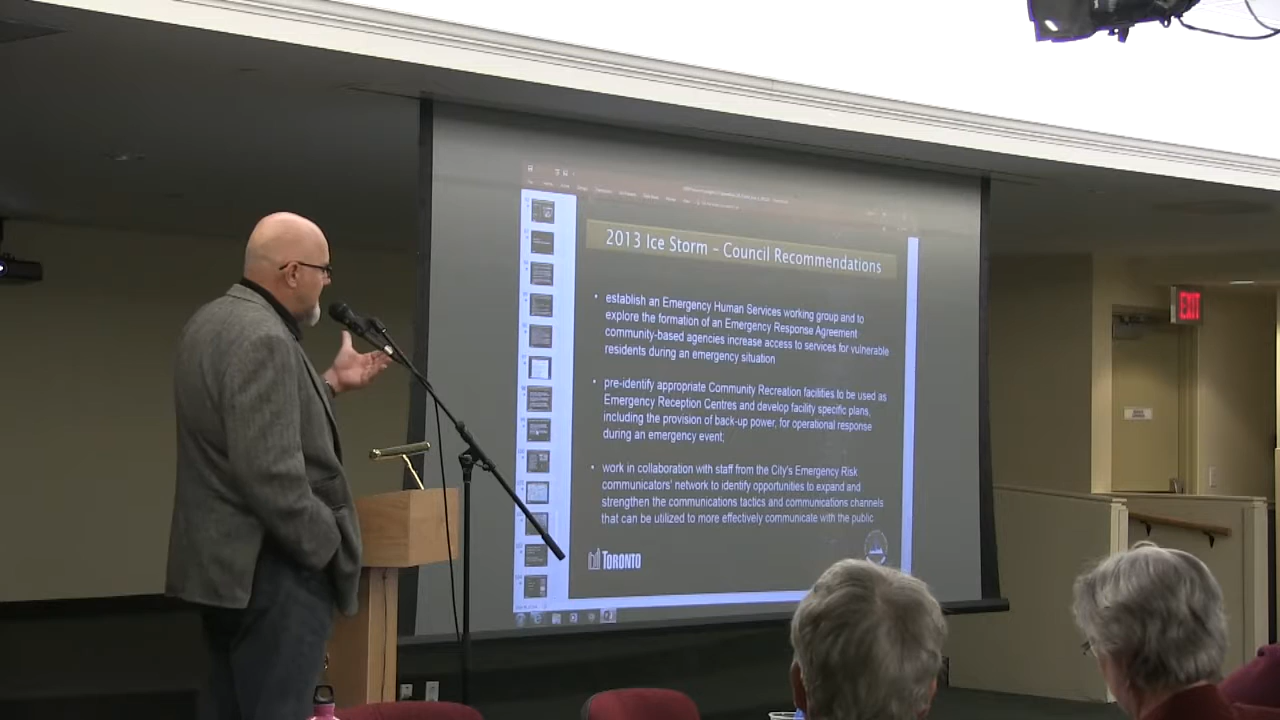 2013 Ice Storm – Council Recommendations
• establish an Emergency Human Services working group and to
explore the formation of an Emergency Response Agreement
community-based agencies increase access to services for vulnerable
residents during an emergency situation
• pre-identify appropriate Community Recreation facilities to be used as
Emergency Reception Centres and develop facility specific plans,
including the provision of back-up power, for operational response
during an emergency event;
• work in collaboration with staff from the City's Emergency Risk
communicators' network to identify opportunities to expand and
strengthen the communications tactics and communications channels
that can be utilized to more effectively communicate with the public
TORONTO
EXIT